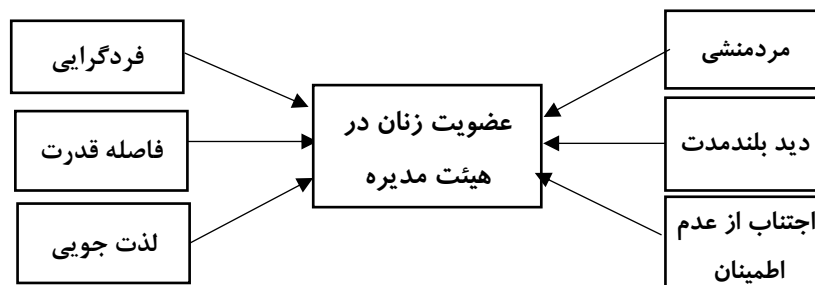 مردمنشی
فردگرایی
عضویت زنان در
هیئت مدیره
دید بلندمدت
فاصله قدرت
اجتناب از عدم
اطمینان
لذت جویی